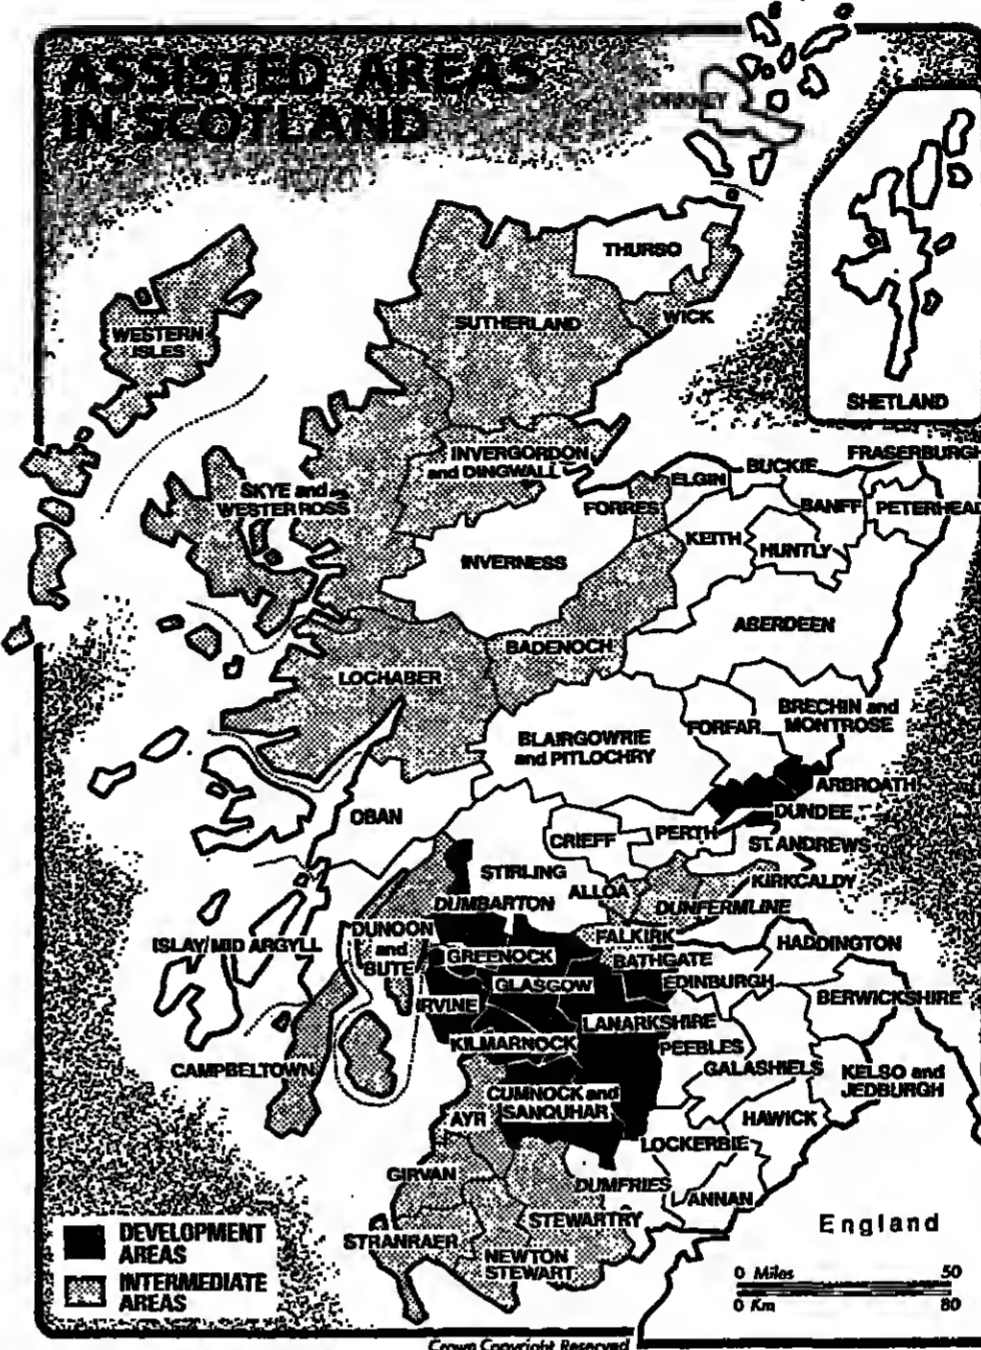 ASSISTED AREAS
IN SCOTLAND
ORKNEY
THURSO
WICK
SUTHERLAND
WESTERN
ISLES
SHETLAND
INVERGORDON
and DINGWALL
SKYE and
WESTER ROSS
FORRES
ELGIN
BUCKIE
FRASERBURGH
BANFF
PETERHEAD
KEITH
HUNTLY
INVERNESS
ABERDEEN
BADENOCH
LOCHABER
BRECHIN and
MONTROSE
FORFAR
BLAIRGOWRIE
and PITLOCHRY
ARBROATH
DUNDEE
OBAN
CRIEFF
PERTH
ST.ANDREWS
STIRLING
ALLOA
KIRKCALDY
DUNFERMLINE
DUMBARTON
DUNOON
and
BUTE
FALKIRK
HADDINGTON
ISLAY/MID ARGYLL
GREENOCK
BATHGATE
GLASGOW
EDINBURGH
BERWICKSHIRE
IRVINE
LANARKSHIRE
KILMARNOCK
PEEBLES
CAMPBELTOWN
GALASHIELS
KELSO and
JEDBURGH
CUMNOCK and
SANQUHAR
AYR
HAWICK
LOCKERBIE
GIRVAN
DUMFRIES
ANNAN
STEWARTRY
STRANRAER
NEWTON
STEWART
England
DEVELOPMENT
AREAS
INTERMEDIATE
AREAS
0 Miles 50
0 Km 80
Crown Copyright Reserved